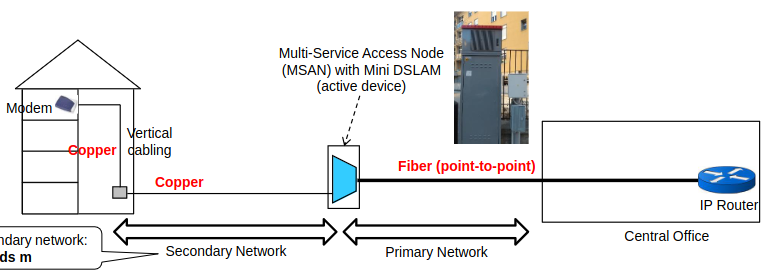 Multi-Service Access Node
(MSAN) with Mini DSLAM
(active device)
Modem
Vertical
cabling
Copper
Copper
Fiber (point-to-point)
IP Router
Central Office
Secondary Network
Primary Network
ndary network:
ds m